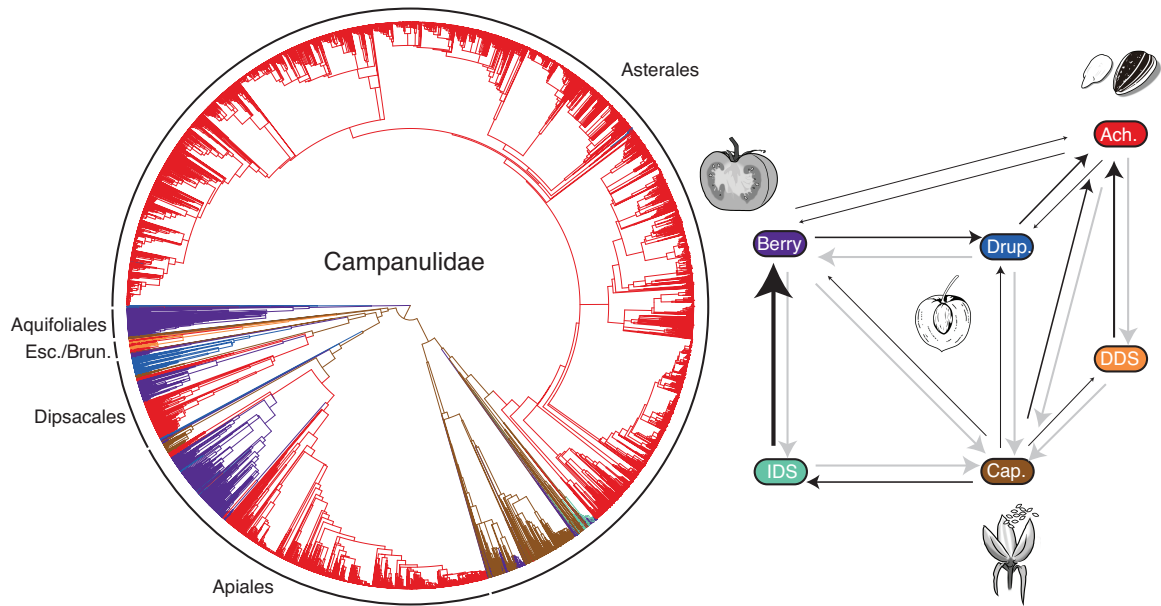 Asterales
Ach.
Berry
Drup.
Campanulidae
Aquifoliales
Esc./Brun.
DDS
Dipsacales
IDS
Cap.
Apiales